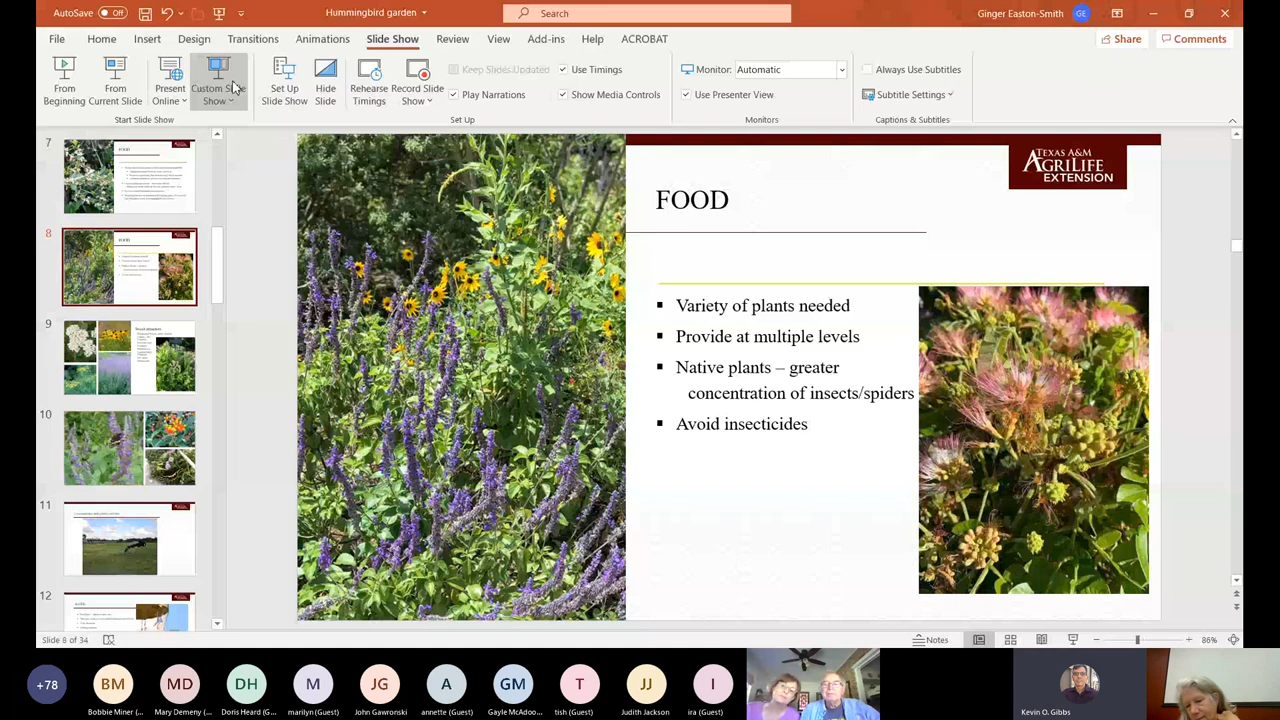 AutoSave Off
Hummingbird garden
Search
Ginger Easton-Smith
GE
File Home Insert Design Transitions Animations Slide Show Review View Add-ins Help ACROBAT
Share
Comments
From Beginning
From Current Slide
Present Online
Custom Slide Show
Set Up Slide Show
Hide Slide
Rehearse Timings
Record Slide Show
Keep Slides Updated
Play Narrations
Use Timings
Show Media Controls
Monitor: Automatic
Use Presenter View
Always Use Subtitles
Subtitle Settings
Start Slide Show
Set Up
Monitors
Captions & Subtitles
7
FOOD
8
FOOD
9
10
11
12
TEXAS A&M
AGRILIFE
EXTENSION
FOOD
Variety of plants needed
Provide at multiple levels
Native plants – greater
concentration of insects/spiders
Avoid insecticides
Slide 8 of 34
Notes
86%
+78
BM
MD
DH
M
JG
A
GM
T
JJ
I
Bobbie Miner (...
Mary Demeny (...
Doris Heard (G...
marilyn (Guest)
John Gawronski
annette (Guest)
Gayle McAdoo...
tish (Guest)
Judith Jackson
ira (Guest)
Kevin O. Gibbs